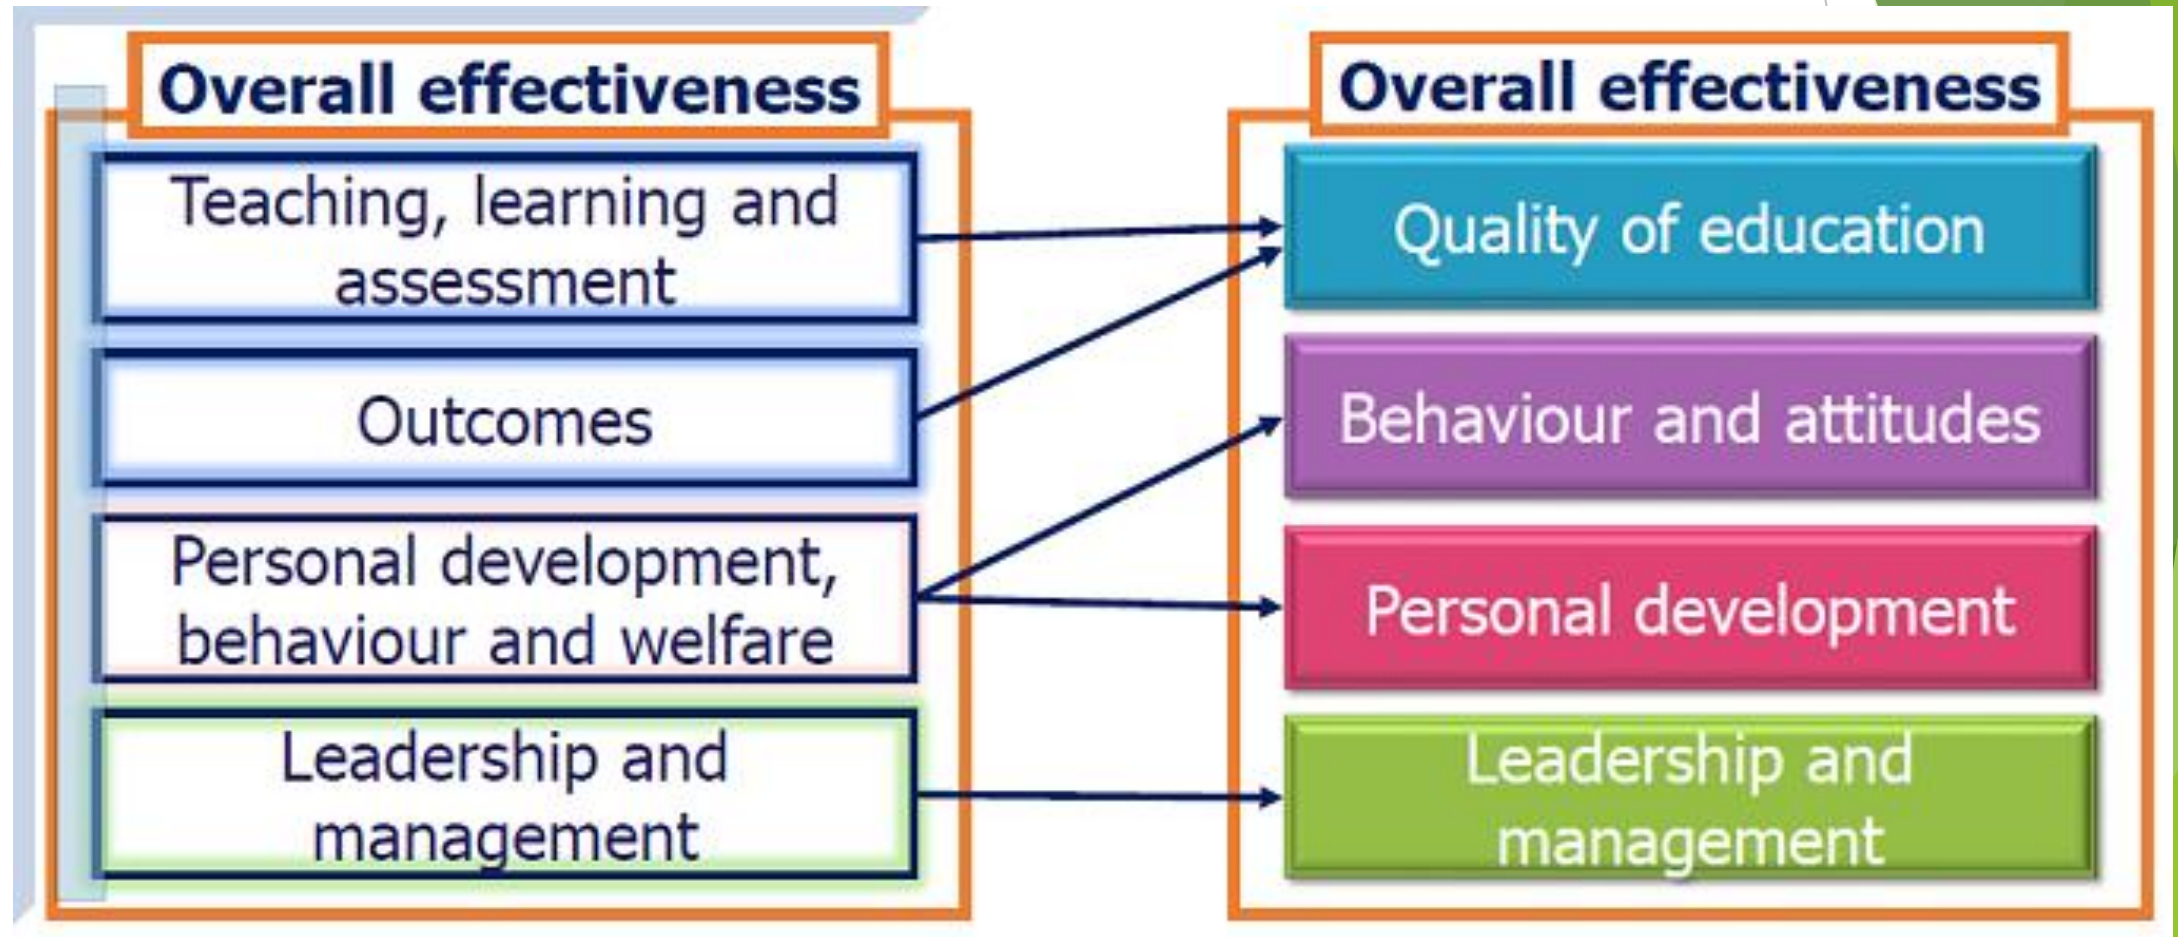 Overall effectiveness
Teaching, learning and
assessment
Outcomes
Personal development,
behaviour and welfare
Leadership and
management
Overall effectiveness
Quality of education
Behaviour and attitudes
Personal development
Leadership and
management